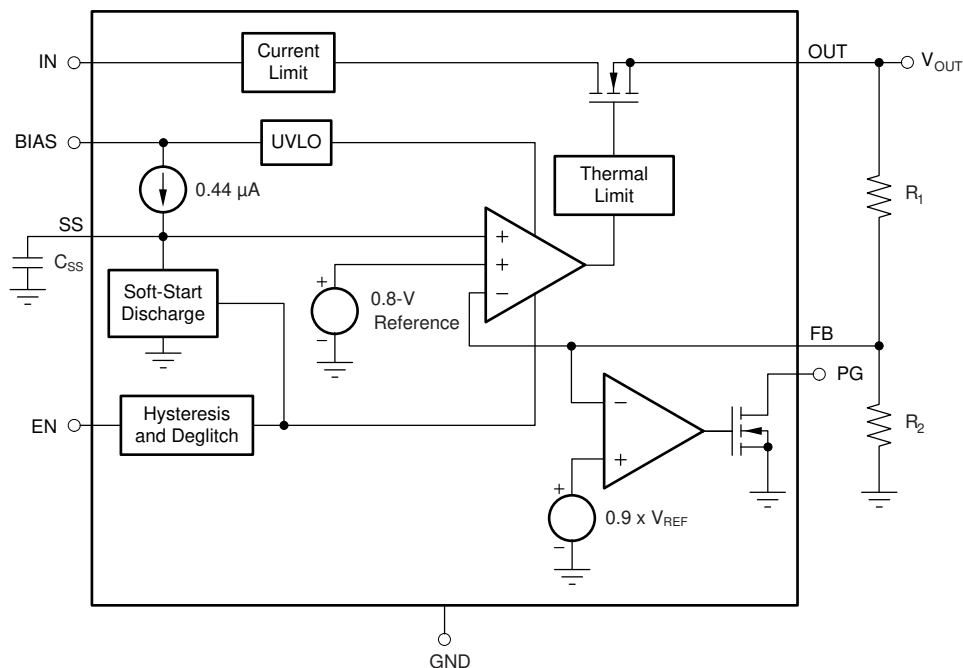 IN
Current
Limit
OUT
V_OUT
BIAS
UVLO
0.44 µA
Thermal
Limit
R_1
SS
C_SS
+
+
−
+
−
0.8-V
Reference
Soft-Start
Discharge
FB
PG
EN
Hysteresis
and Deglitch
−
+
R_2
+
−
0.9 x V_REF
GND